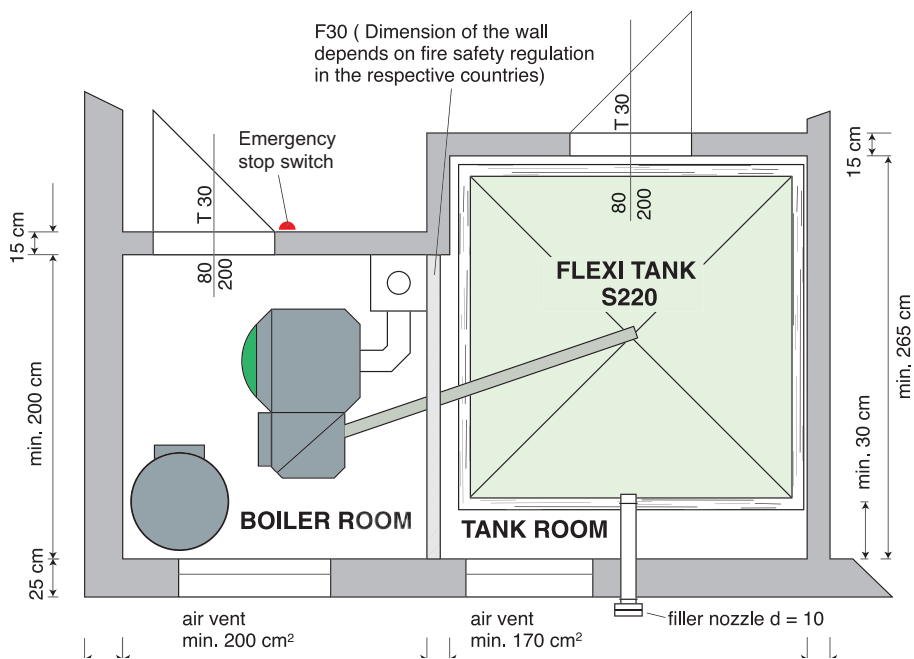 F30 ( Dimension of the wall
depends on fire safety regulation
in the respective countries)
Emergency
stop switch
T 30
80
200
T 30
80
200
15 cm
min. 200 cm
25 cm
15 cm
min. 265 cm
min. 30 cm
FLEXI TANK
S220
BOILER ROOM
TANK ROOM
air vent
min. 200 cm²
air vent
min. 170 cm²
filler nozzle d = 10